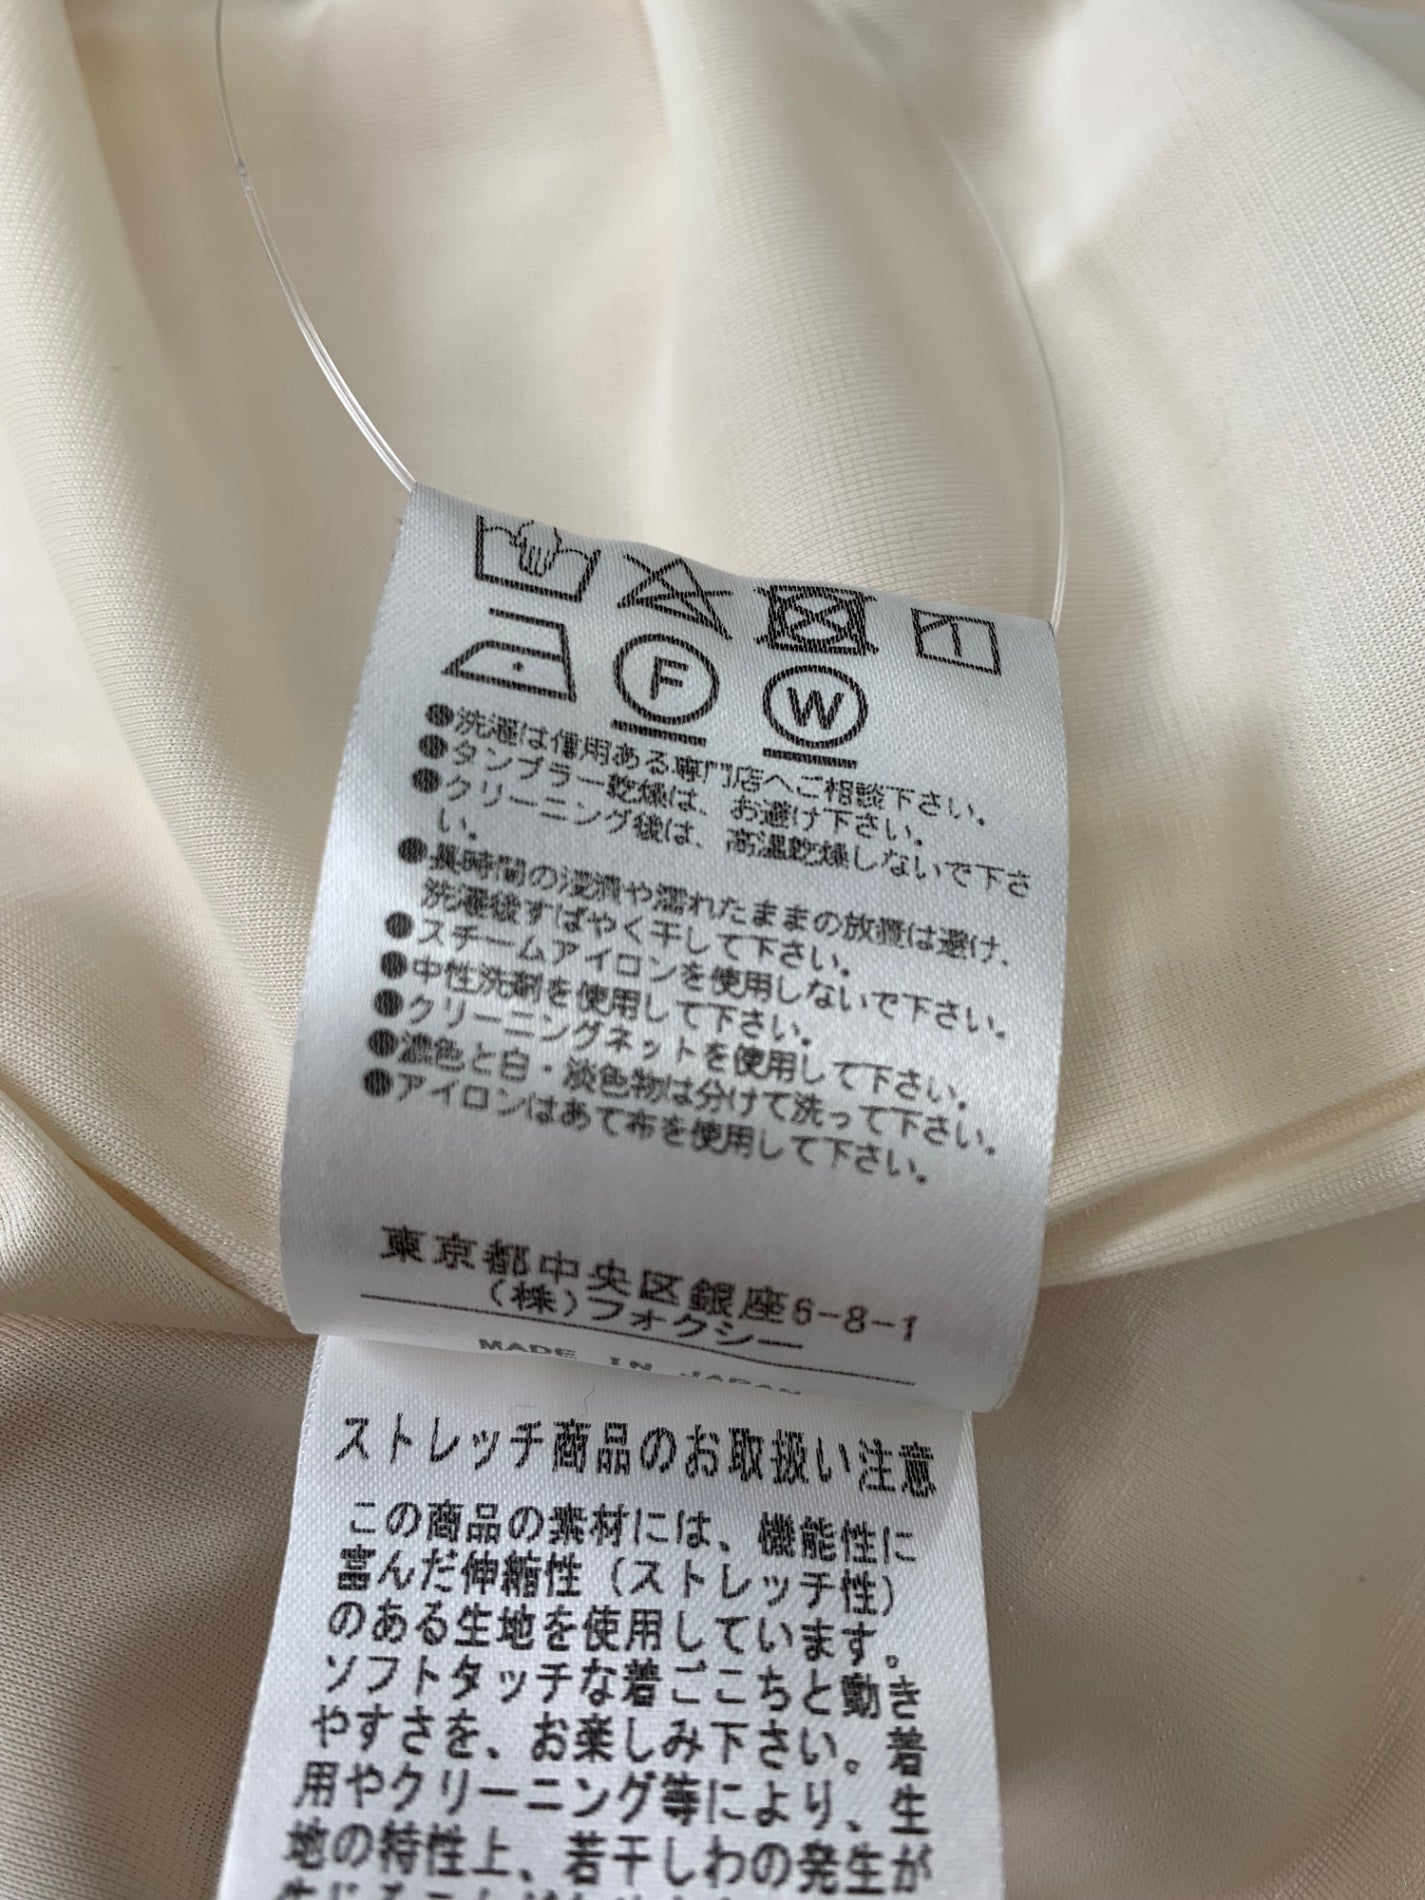 F W
●洗濯は信用ある専門店へご相談下さい。
●タンブラー乾燥は、お避け下さい。
●クリーニング後は、高温乾燥しないで下さ
い。
●長時間の浸漬や濡れたままの放置は避け、
洗濯後すばやく干して下さい。
●スチームアイロンを使用しないで下さい。
●中性洗剤を使用して下さい。
●クリーニングネットを使用して下さい。
●濃色と白・淡色物は分けて洗って下さい。
●アイロンはあて布を使用して下さい。
東京都中央区銀座6-8-1
(株)フォクシー
MADE IN JAPAN
ストレッチ商品のお取扱い注意
この商品の素材には、機能性に
富んだ伸縮性（ストレッチ性）
のある生地を使用しています。
ソフトタッチな着ごこちと動き
やすさを、お楽しみ下さい。着
用やクリーニング等により、生
地の特性上、若干しわの発生が